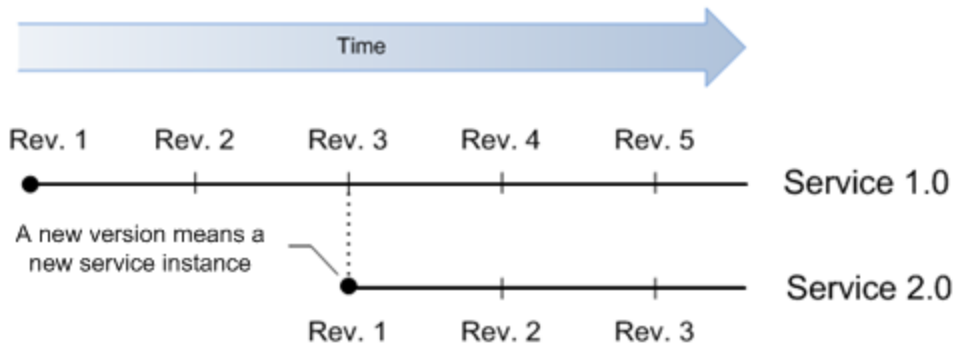 Time
Rev. 1 Rev. 2 Rev. 3 Rev. 4 Rev. 5
Service 1.0
A new version means a
new service instance
Service 2.0
Rev. 1 Rev. 2 Rev. 3